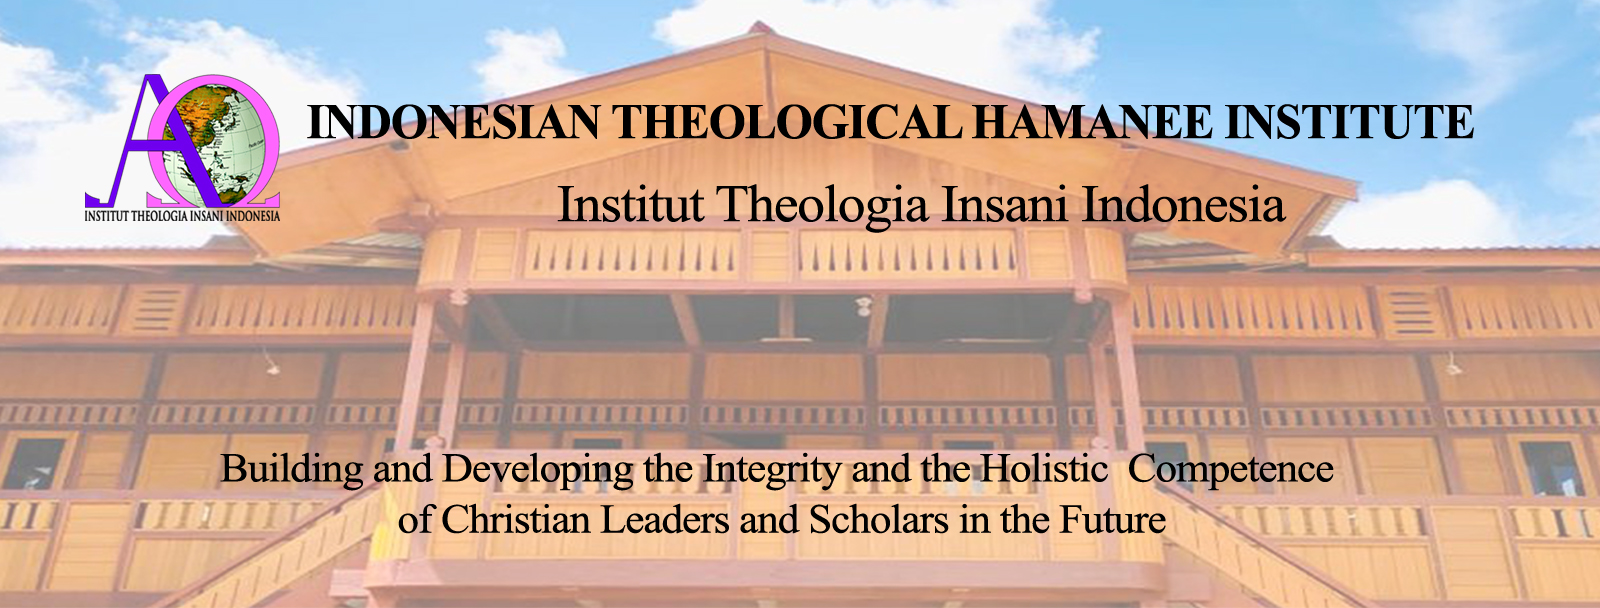 INDONESIAN THEOLOGICAL HAMANEE INSTITUTE
AΩ
INSTITUT THEOLOGIA INSANI INDONESIA
Institut Theologia Insani Indonesia
Building and Developing the Integrity and the Holistic Competence
of Christian Leaders and Scholars in the Future